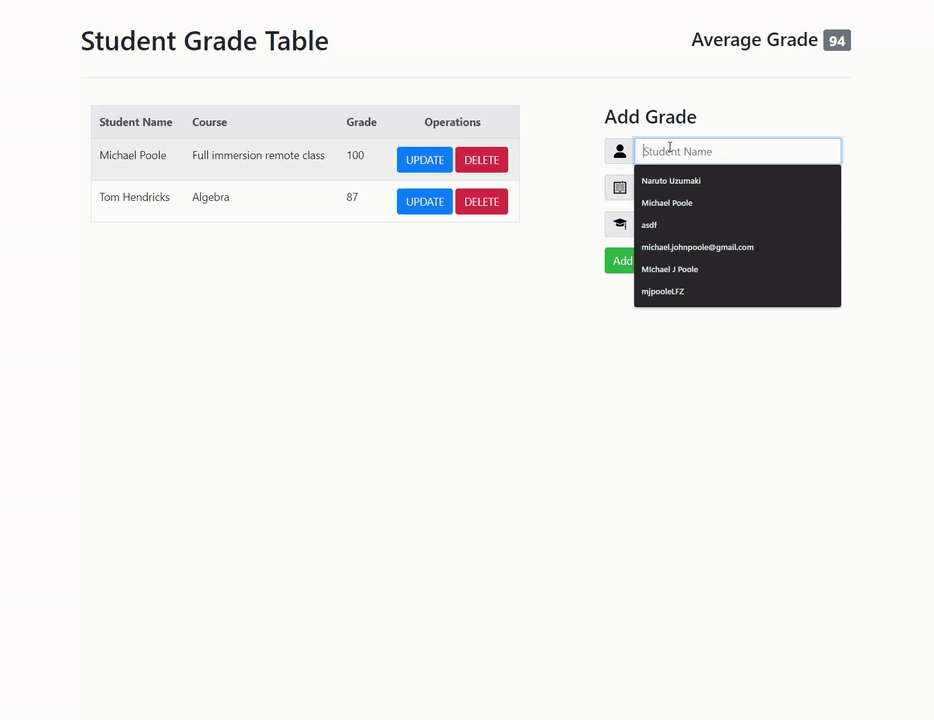 Student Grade Table
Average Grade 94
Student Name Course Grade Operations
Michael Poole Full immersion remote class 100 UPDATE DELETE
Tom Hendricks Algebra 87 UPDATE DELETE
Add Grade
Student Name
Naruto Uzumaki
Michael Poole
asdf
michael.johnpoole@gmail.com
MIchael J Poole
mjpooleLFZ
Add